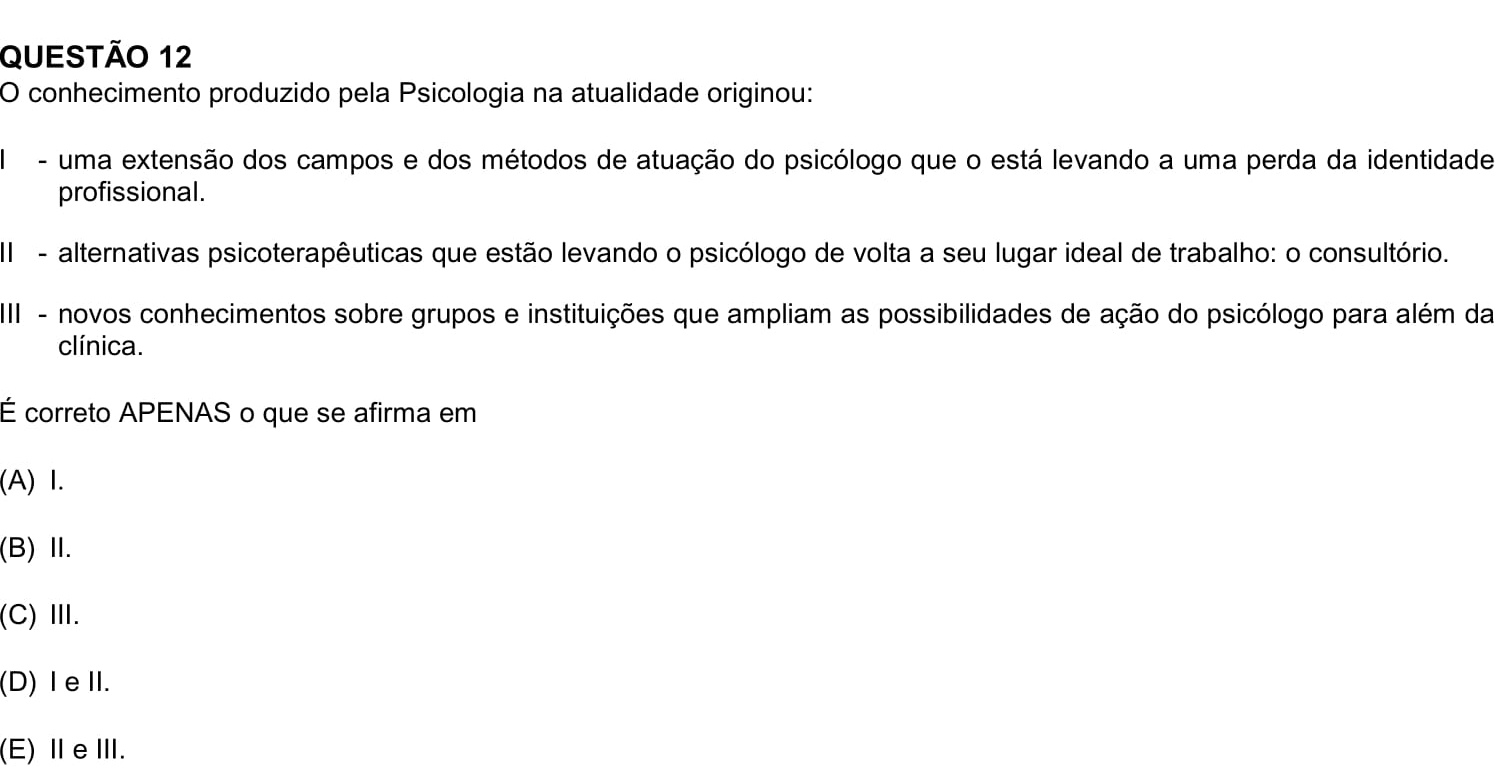 QUESTÃO 12
O conhecimento produzido pela Psicologia na atualidade originou:
I - uma extensão dos campos e dos métodos de atuação do psicólogo que o está levando a uma perda da identidade
profissional.
II - alternativas psicoterapêuticas que estão levando o psicólogo de volta a seu lugar ideal de trabalho: o consultório.
III - novos conhecimentos sobre grupos e instituições que ampliam as possibilidades de ação do psicólogo para além da
clínica.
É correto APENAS o que se afirma em
(A) I.
(B) II.
(C) III.
(D) I e II.
(E) II e III.